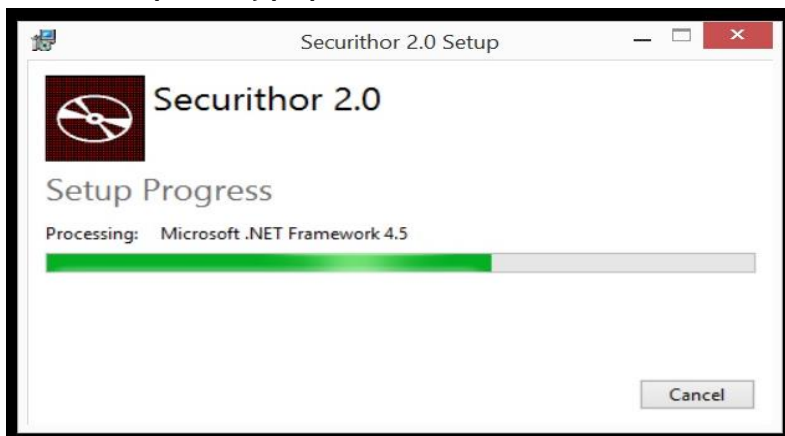 Securithor 2.0 Setup
Securithor 2.0
Setup Progress
Processing: Microsoft .NET Framework 4.5
Cancel